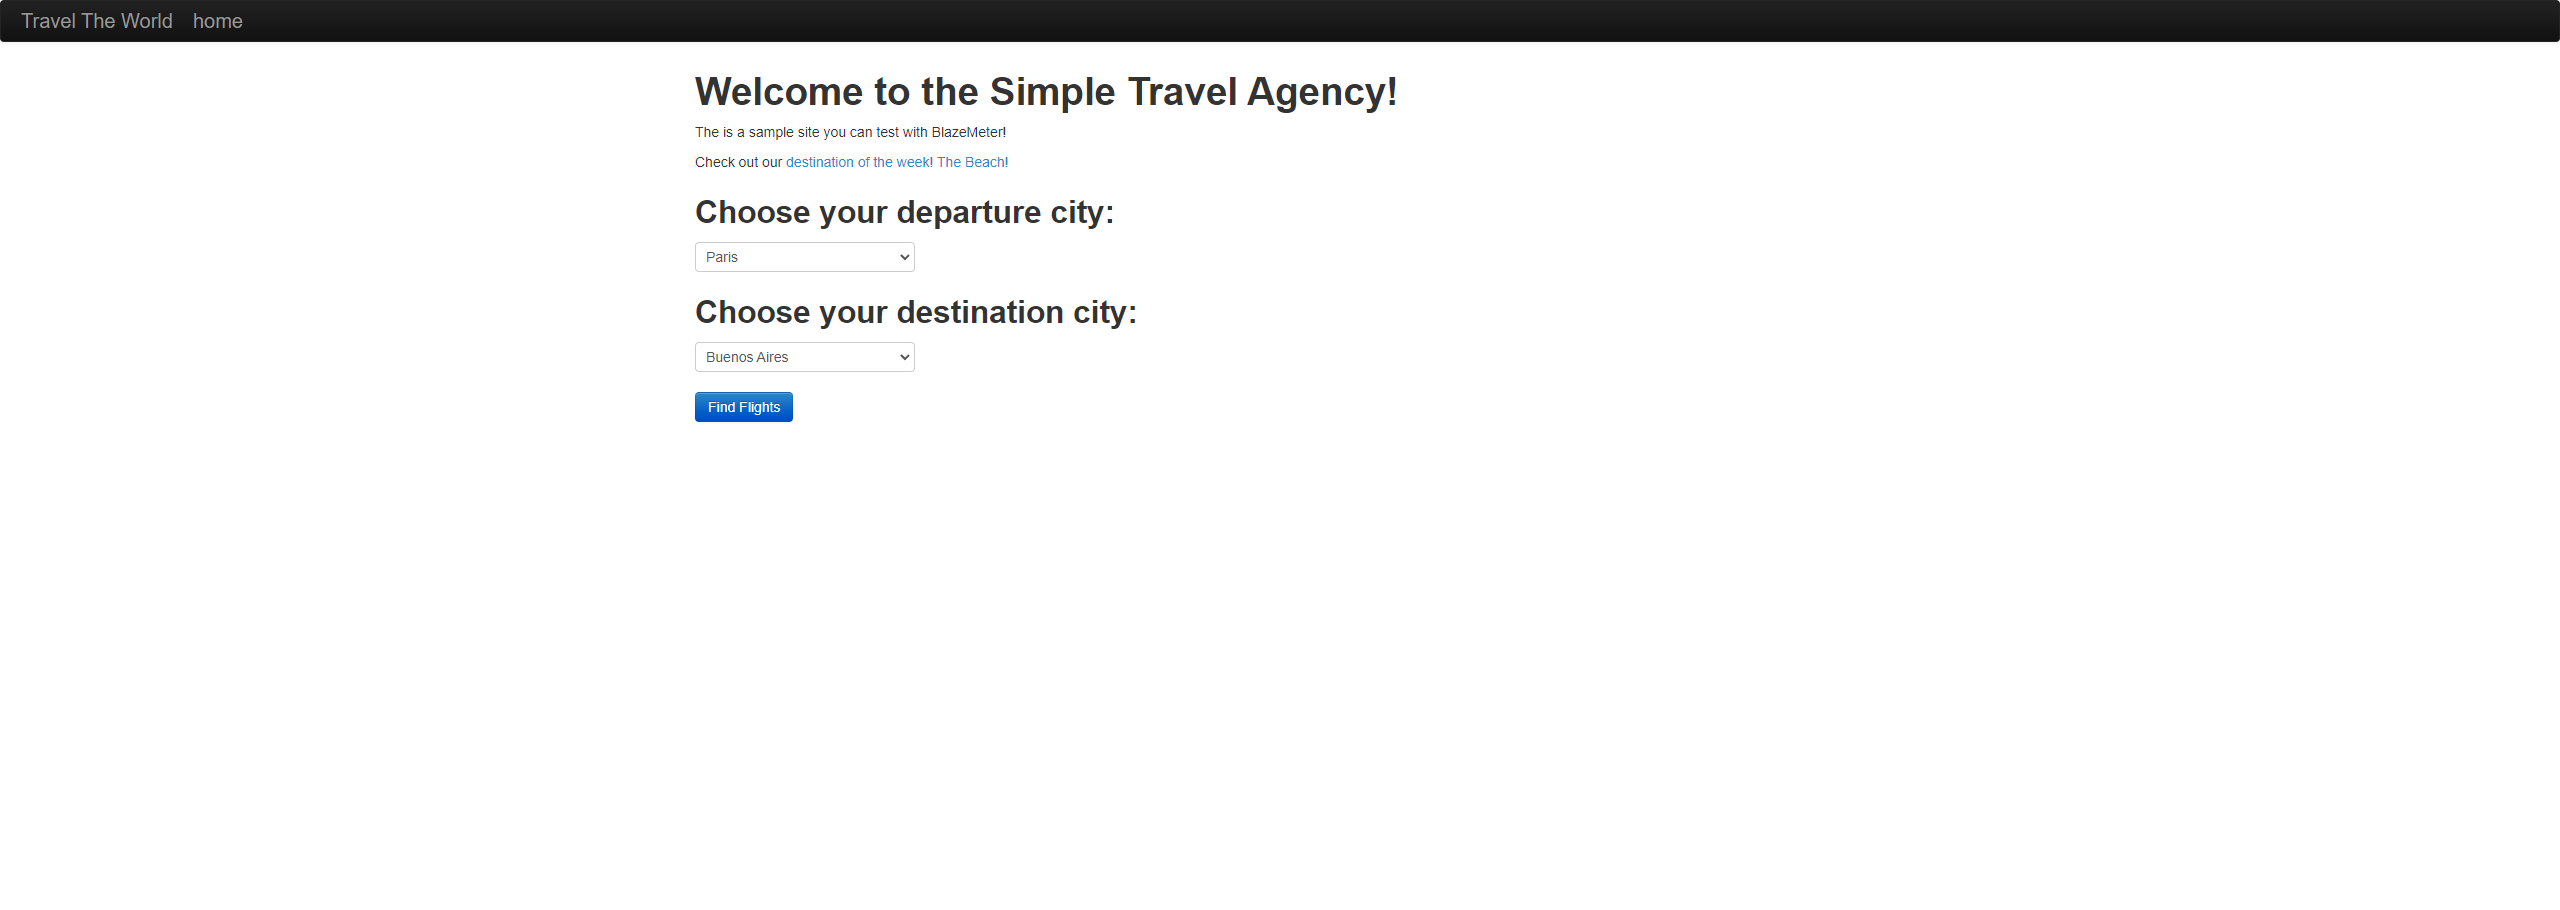 Travel The World home
Welcome to the Simple Travel Agency!
The is a sample site you can test with BlazeMeter!
Check out our destination of the week! The Beach!
Choose your departure city:
Paris
Choose your destination city:
Buenos Aires
Find Flights